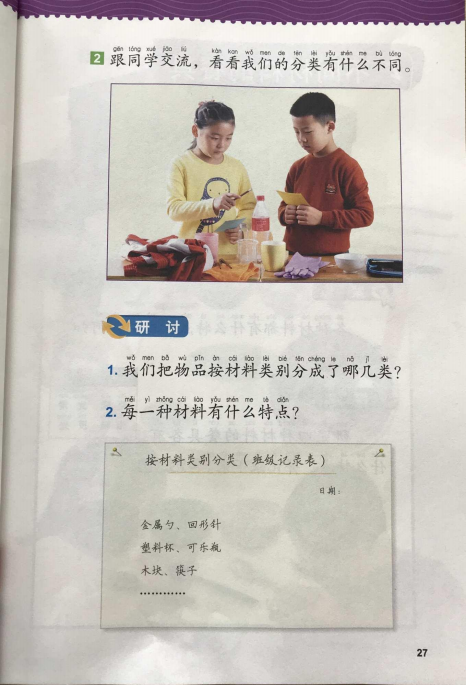 gēn tóng xué jiāo liú kàn kan wǒ men de fēn lèi yǒu shén me bù tóng
2 跟同学交流，看看我们的分类有什么不同。
研讨
wǒ men bǎ wù pǐn àn cái liào lèi bié fēn chéng le nǎ jǐ lèi
1. 我们把物品按材料类别分成了哪几类？
měi yì zhǒng cái liào yǒu shén me tè diǎn
2. 每一种材料有什么特点？
按材料类别分类（班级记录表）
日期：
金属勺、回形针
塑料杯、可乐瓶
木块、筷子
…………
27